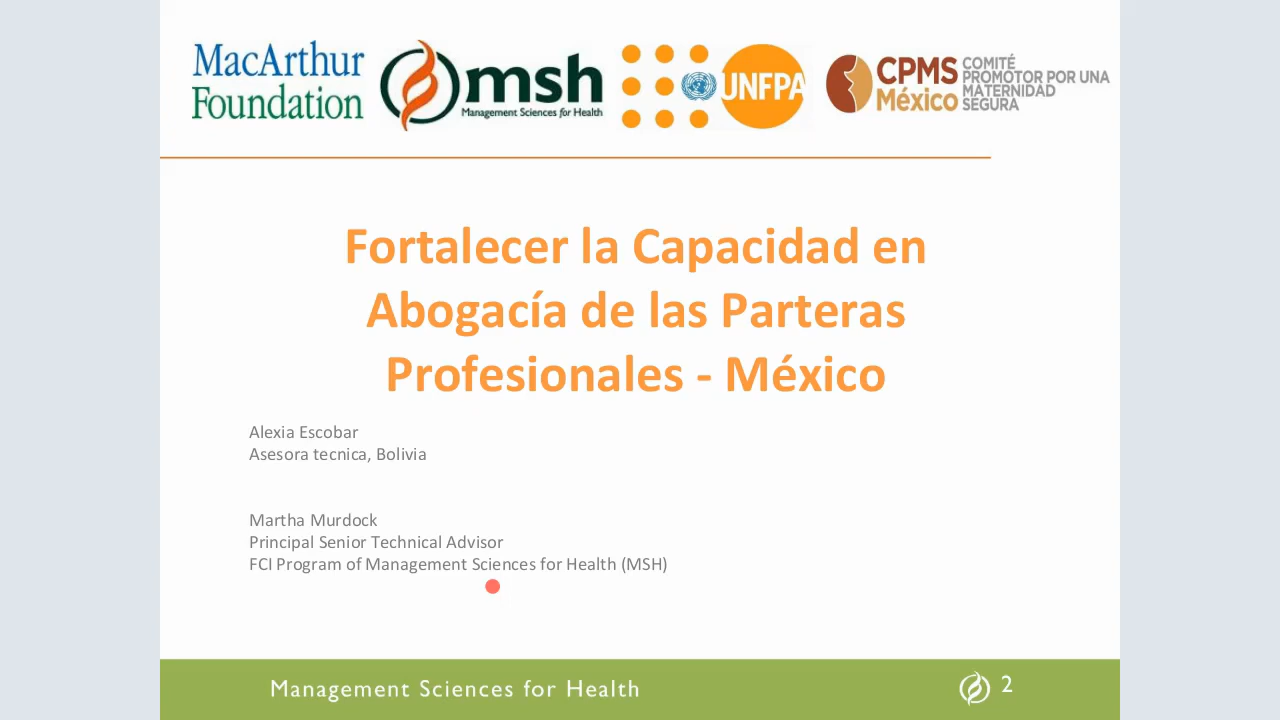 MacArthur
Foundation
msh
Management Sciences for Health
UNFPA
CPMS
México
COMITÉ
PROMOTOR POR UNA
MATERNIDAD
SEGURA
Fortalecer la Capacidad en
Abogacía de las Parteras
Profesionales - México
Alexia Escobar
Asesora tecnica, Bolivia
Martha Murdock
Principal Senior Technical Advisor
FCI Program of Management Sciences for Health (MSH)
Management Sciences for Health
2